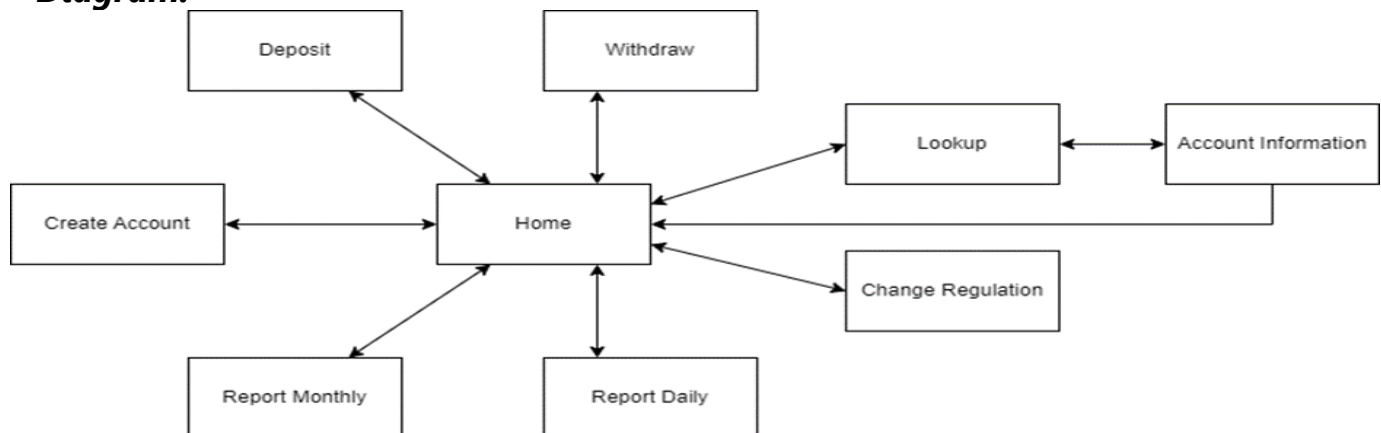 Diagram:
Deposit
Withdraw
Lookup
Account Information
Create Account
Home
Change Regulation
Report Monthly
Report Daily